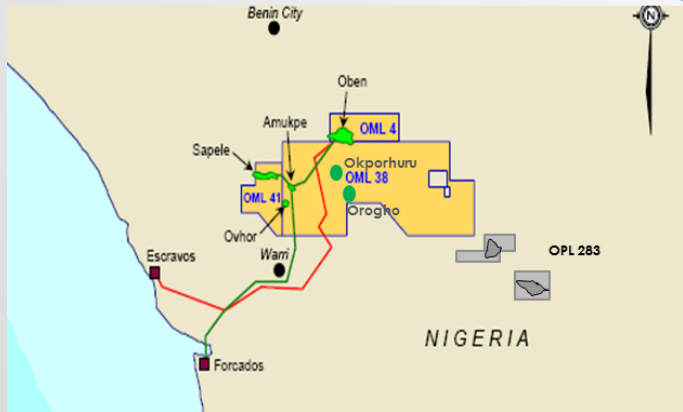 Benin City
N
Oben
Amukpe
OML 4
Sapele
Okporhuru
OML 38
OML 41
Orogho
Ovhor
Warri
Escravos
OPL 283
NIGERIA
Forcados